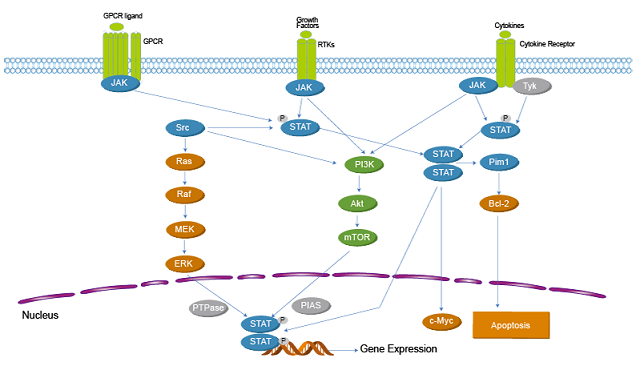 GPCR ligand
GPCR
Growth
Factors
RTKs
Cytokines
Cytokine Receptor
JAK
JAK
JAK
Tyk
P
P
Src
STAT
STAT
Ras
PI3K
STAT
STAT
Pim1
Raf
Akt
Bcl-2
MEK
mTOR
ERK
Nucleus
PTPase
PIAS
STAT
P
STAT
P
c-Myc
Apoptosis
Gene Expression